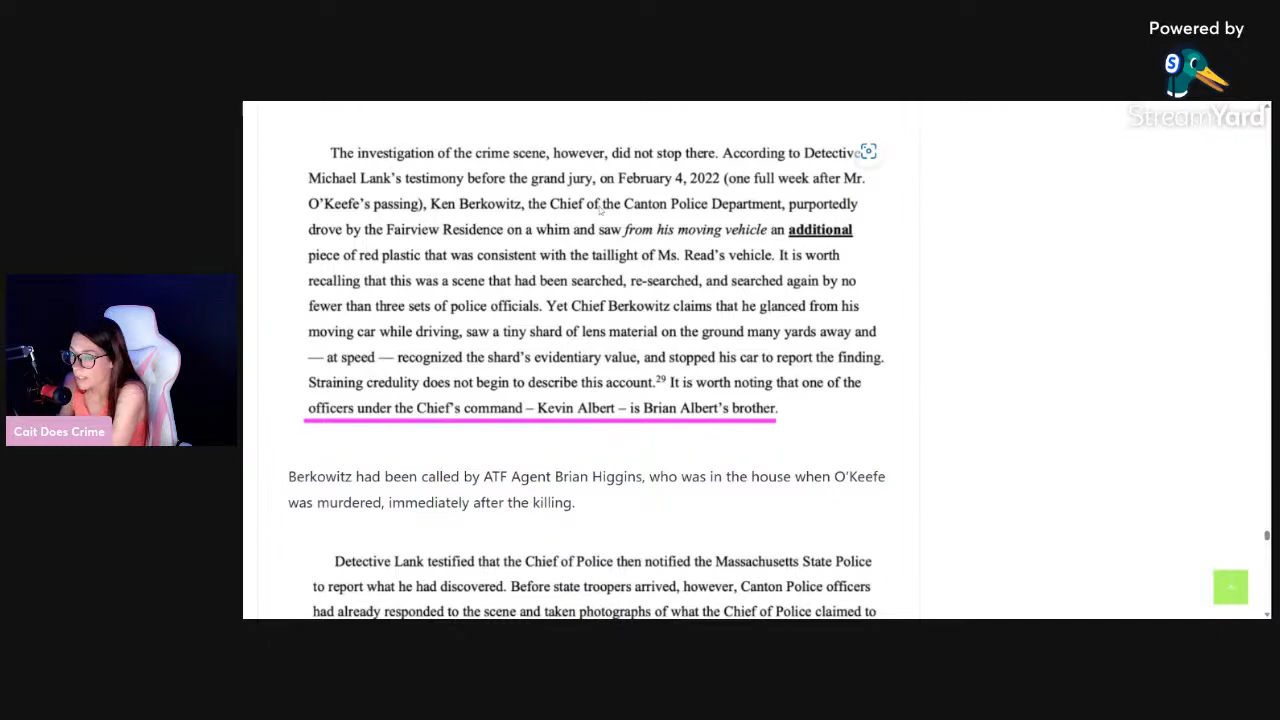 Powered by
S
StreamYard
The investigation of the crime scene, however, did not stop there. According to Detective
Michael Lank's testimony before the grand jury, on February 4, 2022 (one full week after Mr.
O'Keefe's passing), Ken Berkowitz, the Chief of the Canton Police Department, purportedly
drove by the Fairview Residence on a whim and saw from his moving vehicle an additional
piece of red plastic that was consistent with the taillight of Ms. Read's vehicle. It is worth
recalling that this was a scene that had been searched, re-searched, and searched again by no
fewer than three sets of police officials. Yet Chief Berkowitz claims that he glanced from his
moving car while driving, saw a tiny shard of lens material on the ground many yards away and
— at speed — recognized the shard's evidentiary value, and stopped his car to report the finding.
Straining credulity does not begin to describe this account.29 It is worth noting that one of the
officers under the Chief's command – Kevin Albert – is Brian Albert's brother.
Cait Does Crime
Berkowitz had been called by ATF Agent Brian Higgins, who was in the house when O'Keefe
was murdered, immediately after the killing.
Detective Lank testified that the Chief of Police then notified the Massachusetts State Police
to report what he had discovered. Before state troopers arrived, however, Canton Police officers
had already responded to the scene and taken photographs of what the Chief of Police claimed to